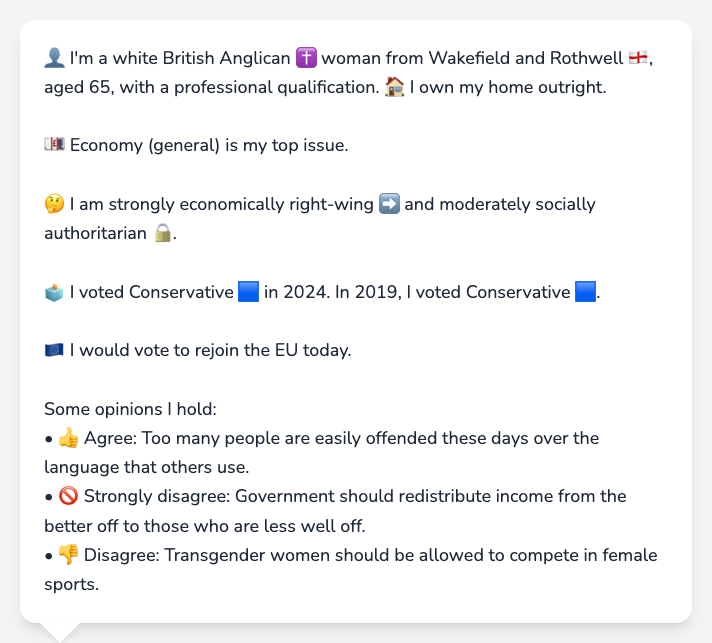 👤 I'm a white British Anglican ✝️ woman from Wakefield and Rothwell 🏴󠁧󠁢󠁥󠁮󠁧󠁿,
aged 65, with a professional qualification. 🏠 I own my home outright.
💷 Economy (general) is my top issue.
🤔 I am strongly economically right-wing ➡️ and moderately socially
authoritarian 🔒.
🗳️ I voted Conservative 🟦 in 2024. In 2019, I voted Conservative 🟦.
🇪🇺 I would vote to rejoin the EU today.
Some opinions I hold:
• 👍 Agree: Too many people are easily offended these days over the
language that others use.
• 🚫 Strongly disagree: Government should redistribute income from the
better off to those who are less well off.
• 👎 Disagree: Transgender women should be allowed to compete in female
sports.